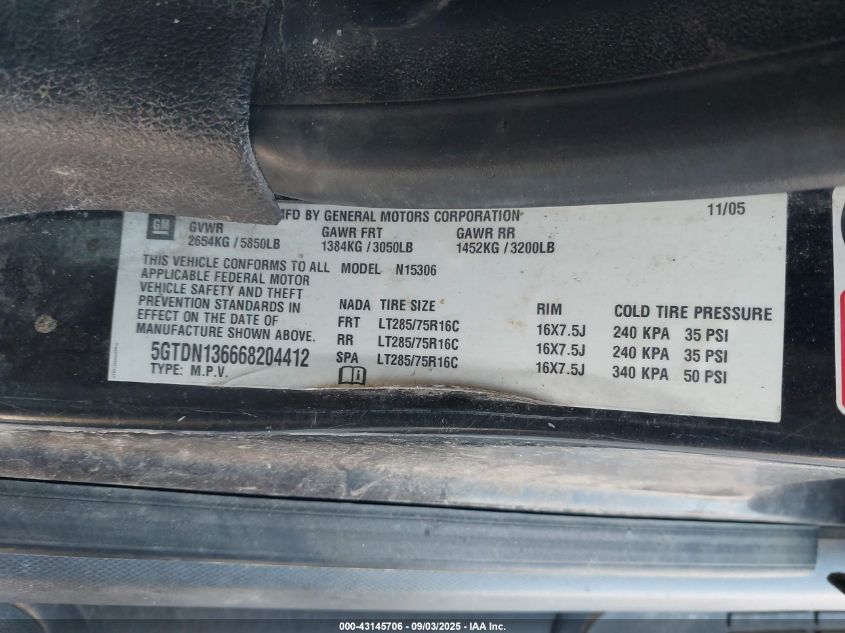 GM
MFD BY GENERAL MOTORS CORPORATION 11/05
GVWR GAWR FRT GAWR RR
2654KG / 5850LB 1384KG / 3050LB 1452KG / 3200LB
THIS VEHICLE CONFORMS TO ALL MODEL N15306
APPLICABLE FEDERAL MOTOR
VEHICLE SAFETY AND THEFT
PREVENTION STANDARDS IN
EFFECT ON THE DATE OF
MANUFACTURE SHOWN ABOVE.
5GTDN136668204412
TYPE: M.P.V.
NADA TIRE SIZE RIM COLD TIRE PRESSURE
FRT LT285/75R16C 16X7.5J 240 KPA 35 PSI
RR LT285/75R16C 16X7.5J 240 KPA 35 PSI
SPA LT285/75R16C 16X7.5J 340 KPA 50 PSI
000-43145706 - 09/03/2025 - IAA Inc.